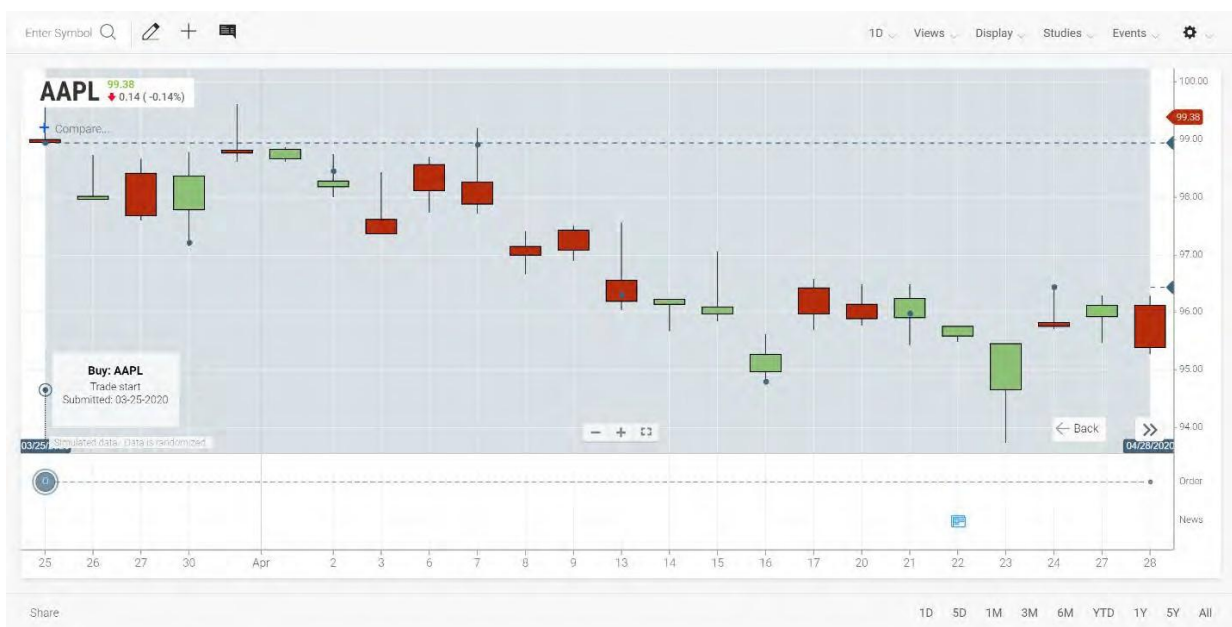 Enter Symbol
1D Views Display Studies Events
AAPL 99.38
0.14 ( -0.14%)
+ Compare...
100.00
99.38
99.00
98.00
97.00
96.00
95.00
94.00
Buy: AAPL
Trade start
Submitted: 03-25-2020
Simulated data - Data is randomized.
← Back
03/25/
04/28/2020
O
Order
News
25 26 27 30 Apr 2 3 6 7 8 9 13 14 15 16 17 20 21 22 23 24 27 28
Share
1D 5D 1M 3M 6M YTD 1Y 5Y All